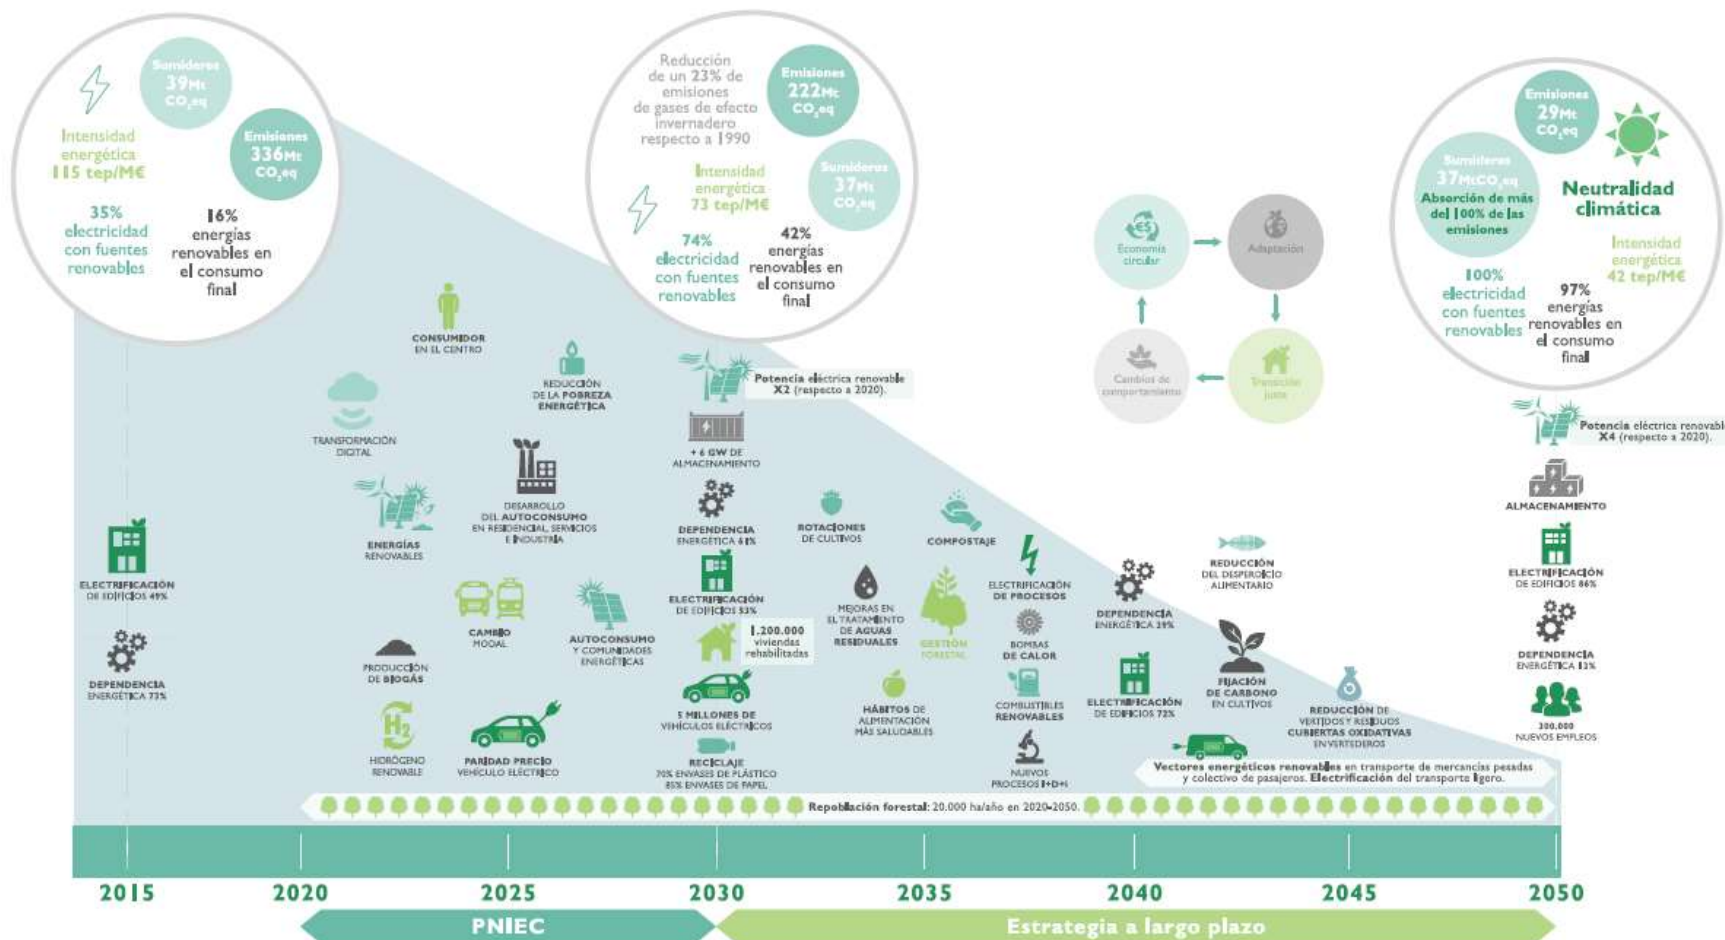 Sumideros
39Mt
CO₂eq
Intensidad
energética
115 tep/M€
Emisiones
336Mt
CO₂eq
35%
electricidad
con fuentes
renovables
16%
energías
renovables en
el consumo
final
Reducción
de un 23% de
emisiones
de gases de efecto
invernadero
respecto a 1990
Emisiones
222Mt
CO₂eq
Intensidad
energética
73 tep/M€
Sumideros
37Mt
CO₂eq
74%
electricidad
con fuentes
renovables
42%
energías
renovables en
el consumo
final
Emisiones
29Mt
CO₂eq
Sumideros
37MtCO₂eq
Absorción de más
del 100% de las
emisiones
Neutralidad
climática
Intensidad
energética
42 tep/M€
100%
electricidad
con fuentes
renovables
97%
energías
renovables en
el consumo
final
Economía
circular
Adaptación
Cambios de
comportamiento
Transición
justa
CONSUMIDOR
EN EL CENTRO
REDUCCIÓN
DE LA POBREZA
ENERGÉTICA
TRANSFORMACIÓN
DIGITAL
DESARROLLO
DEL AUTOCONSUMO
EN RESIDENCIAL, SERVICIOS
E INDUSTRIA
ENERGÍAS
RENOVABLES
ELECTRIFICACIÓN
DE EDIFICIOS 49%
DEPENDENCIA
ENERGÉTICA 73%
CAMBIO
MODAL
AUTOCONSUMO
Y COMUNIDADES
ENERGÉTICAS
PRODUCCIÓN
DE BIOGÁS
H₂
HIDRÓGENO
RENOVABLE
PARIDAD PRECIO
VEHÍCULO ELÉCTRICO
Potencia eléctrica renovable
X2 (respecto a 2020).
+ 6 GW DE
ALMACENAMIENTO
DEPENDENCIA
ENERGÉTICA 61%
ELECTRIFICACIÓN
DE EDIFICIOS 53%
1.200.000
viviendas
rehabilitadas
5 MILLONES DE
VEHÍCULOS ELÉCTRICOS
RECICLAJE
70% ENVASES DE PLÁSTICO
85% ENVASES DE PAPEL
ROTACIONES
DE CULTIVOS
COMPOSTAJE
MEJORAS EN
EL TRATAMIENTO
DE AGUAS
RESIDUALES
GESTIÓN
FORESTAL
HÁBITOS DE
ALIMENTACIÓN
MÁS SALUDABLES
ELECTRIFICACIÓN
DE PROCESOS
BOMBAS
DE CALOR
COMBUSTIBLES
RENOVABLES
NUEVOS
PROCESOS I+D+i
DEPENDENCIA
ENERGÉTICA 39%
ELECTRIFICACIÓN
DE EDIFICIOS 72%
REDUCCIÓN
DEL DESPERDICIO
ALIMENTARIO
FIJACIÓN
DE CARBONO
EN CULTIVOS
REDUCCIÓN DE
VERTIDOS Y RESIDUOS
CUBIERTAS OXIDATIVAS
EN VERTEDEROS
Vectores energéticos renovables en transporte de mercancías pesadas
y colectivo de pasajeros. Electrificación del transporte ligero.
Potencia eléctrica renovabl
X4 (respecto a 2020).
ALMACENAMIENTO
ELECTRIFICACIÓN
DE EDIFICIOS 86%
DEPENDENCIA
ENERGÉTICA 13%
300.000
NUEVOS EMPLEOS
Repoblación forestal: 20.000 ha/año en 2020-2050.
2015
2020
2025
2030
2035
2040
2045
2050
PNIEC
Estrategia a largo plazo